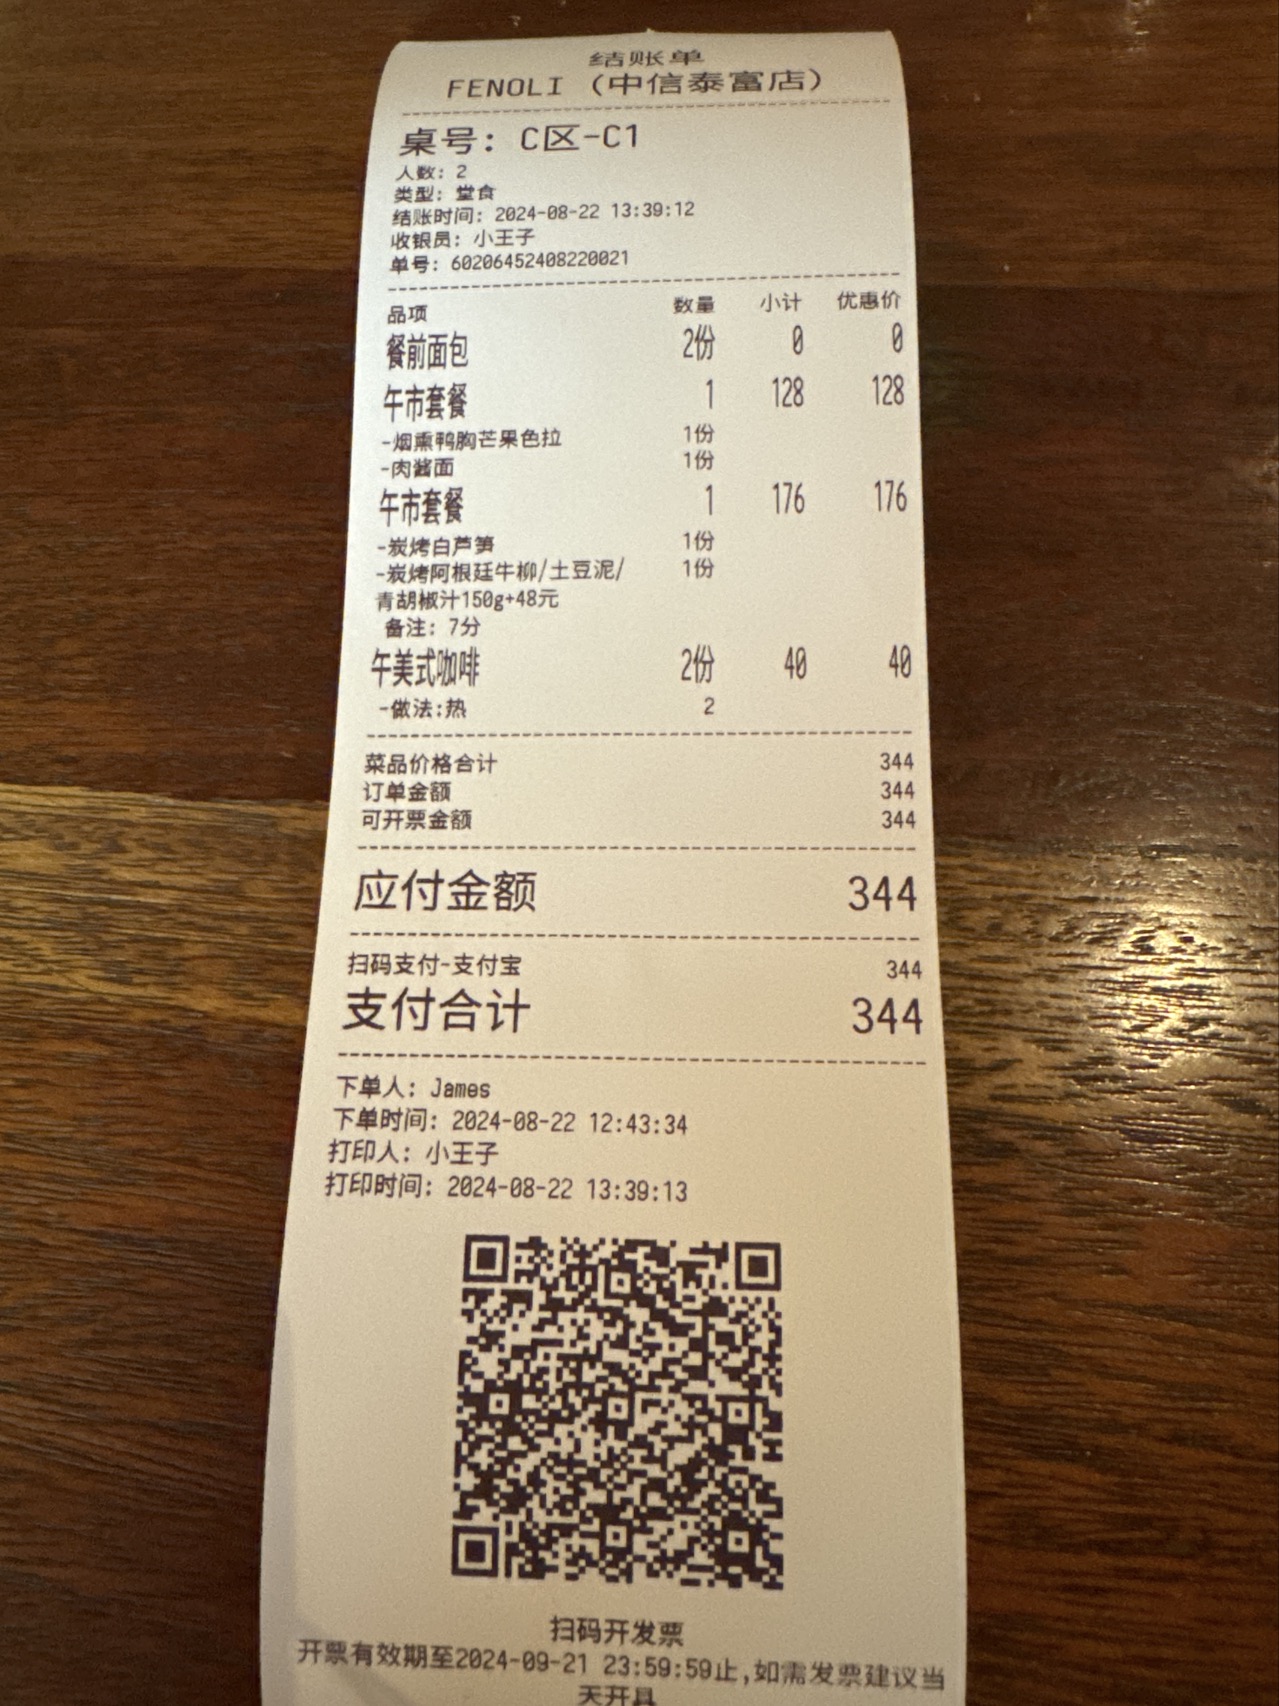 结账单
FENOLI (中信泰富店)
桌号: C区-C1
人数: 2
类型: 堂食
结账时间: 2024-08-22 13:39:12
收银员: 小王子
单号: 60206452408220021
品项 数量 小计 优惠价
餐前面包 2份 0 0
午市套餐 1 128 128
-烟熏鸭胸芒果色拉 1份
-肉酱面 1份
午市套餐 1 176 176
-炭烤白芦笋 1份
-炭烤阿根廷牛柳/土豆泥/ 1份
青胡椒汁150g+48元
备注: 7分
午美式咖啡 2份 40 40
-做法:热 2
菜品价格合计 344
订单金额 344
可开票金额 344
应付金额 344
扫码支付-支付宝 344
支付合计 344
下单人: James
下单时间: 2024-08-22 12:43:34
打印人: 小王子
打印时间: 2024-08-22 13:39:13
扫码开发票
开票有效期至2024-09-21 23:59:59止,如需发票建议当
天开具